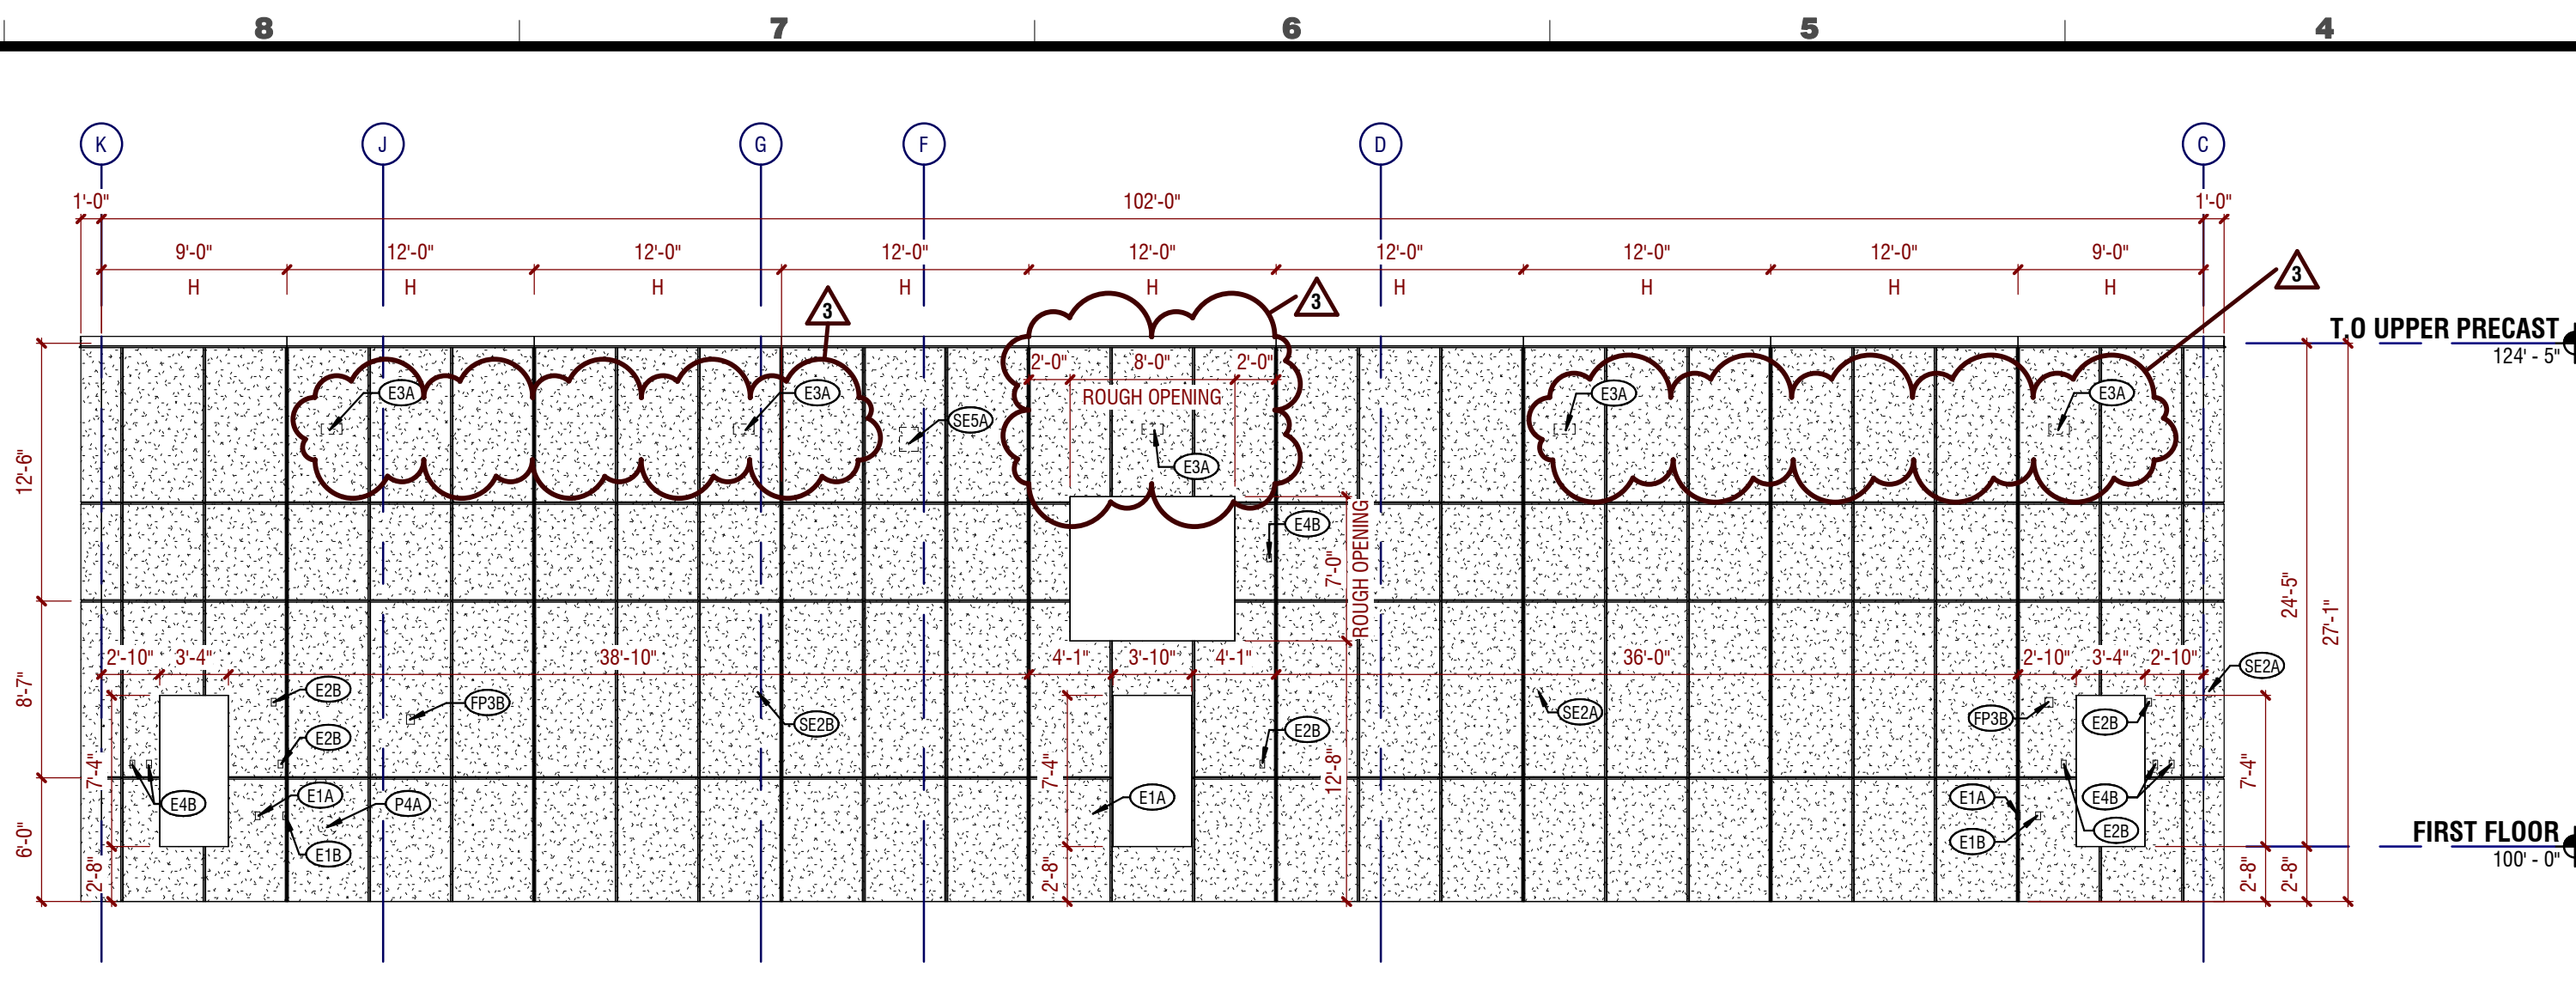 8 7 6 5 4
K J G F D C
1'-0" 102'-0" 1'-0"
9'-0" 12'-0" 12'-0" 12'-0" 12'-0" 12'-0" 12'-0" 12'-0" 9'-0"
H H H H H H H H H
3 3 3
T.O UPPER PRECAST
124' - 5"
2'-0" 8'-0" 2'-0"
ROUGH OPENING
E3A E3A E3A E3A
SE5A
E3A
12'-6"
E4B
7'-0"
ROUGH OPENING
24'-5"
27'-1"
2'-10" 3'-4" 38'-10" 4'-1" 3'-10" 4'-1" 36'-0" 2'-10" 3'-4" 2'-10"
SE2A
8'-7"
E2B FP3B SE2B SE2A FP3B E2B
E2B E2B
7'-4" 7'-4" 12'-8" 7'-4"
E4B E1A P4A E1A E1A E4B
E1B E1B E2B
6'-0"
FIRST FLOOR
100' - 0"
2'-8" 2'-8" 2'-8" 2'-8"